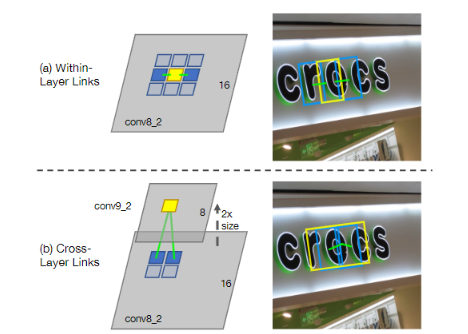 (a) Within-
Layer Links
16
conv8_2
crocs
conv9_2
8
2x
size
(b) Cross-
Layer Links
16
conv8_2
crocs